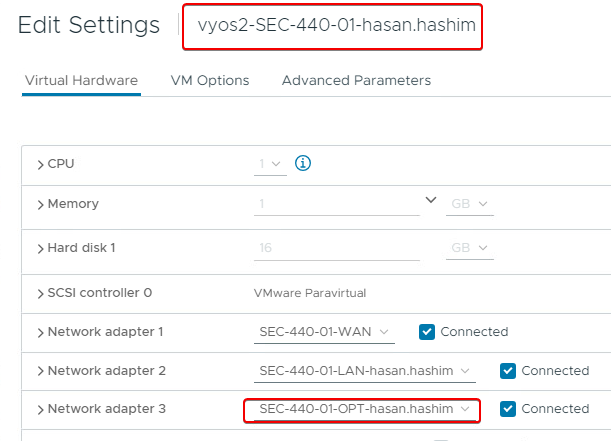 Edit Settings vyos2-SEC-440-01-hasan.hashim
Virtual Hardware VM Options Advanced Parameters
CPU 1
Memory 1 GB
Hard disk 1 16 GB
SCSI controller 0 VMware Paravirtual
Network adapter 1 SEC-440-01-WAN Connected
Network adapter 2 SEC-440-01-LAN-hasan.hashim Connected
Network adapter 3 SEC-440-01-OPT-hasan.hashim Connected